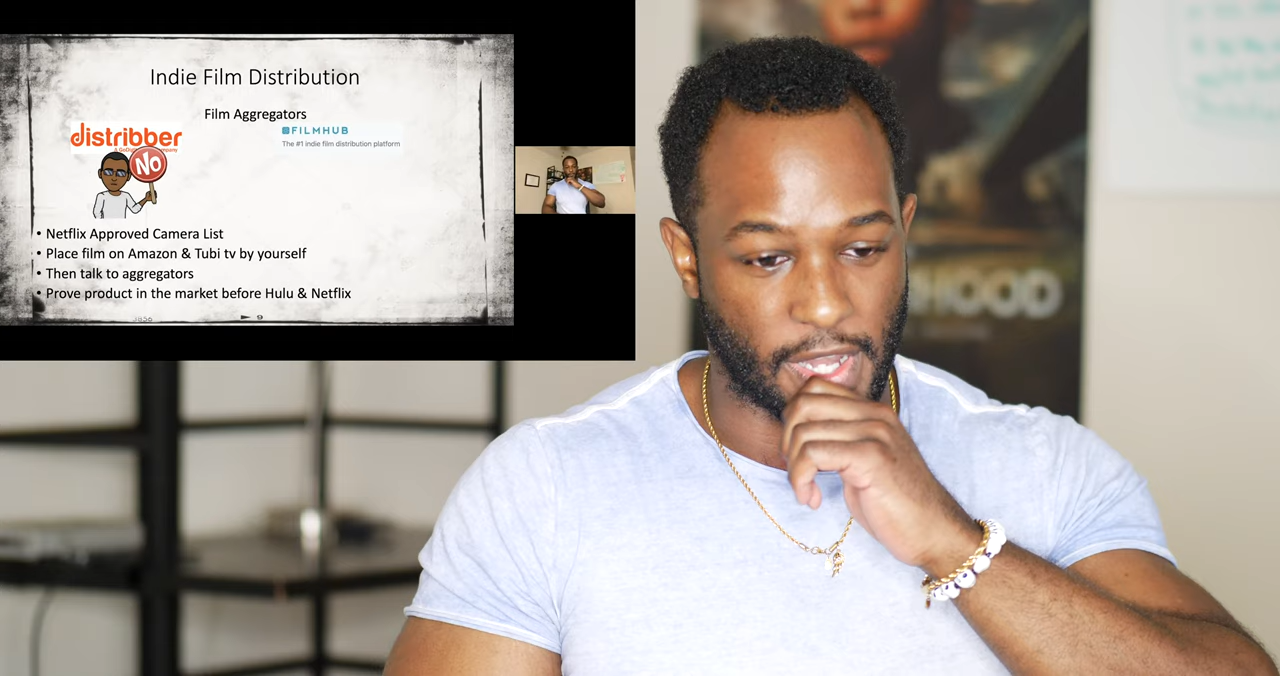 Indie Film Distribution
Film Aggregators
distribber
FILMHUB
The #1 indie film distribution platform
NO
• Netflix Approved Camera List
• Place film on Amazon & Tubi tv by yourself
• Then talk to aggregators
• Prove product in the market before Hulu & Netflix
9
HOOD